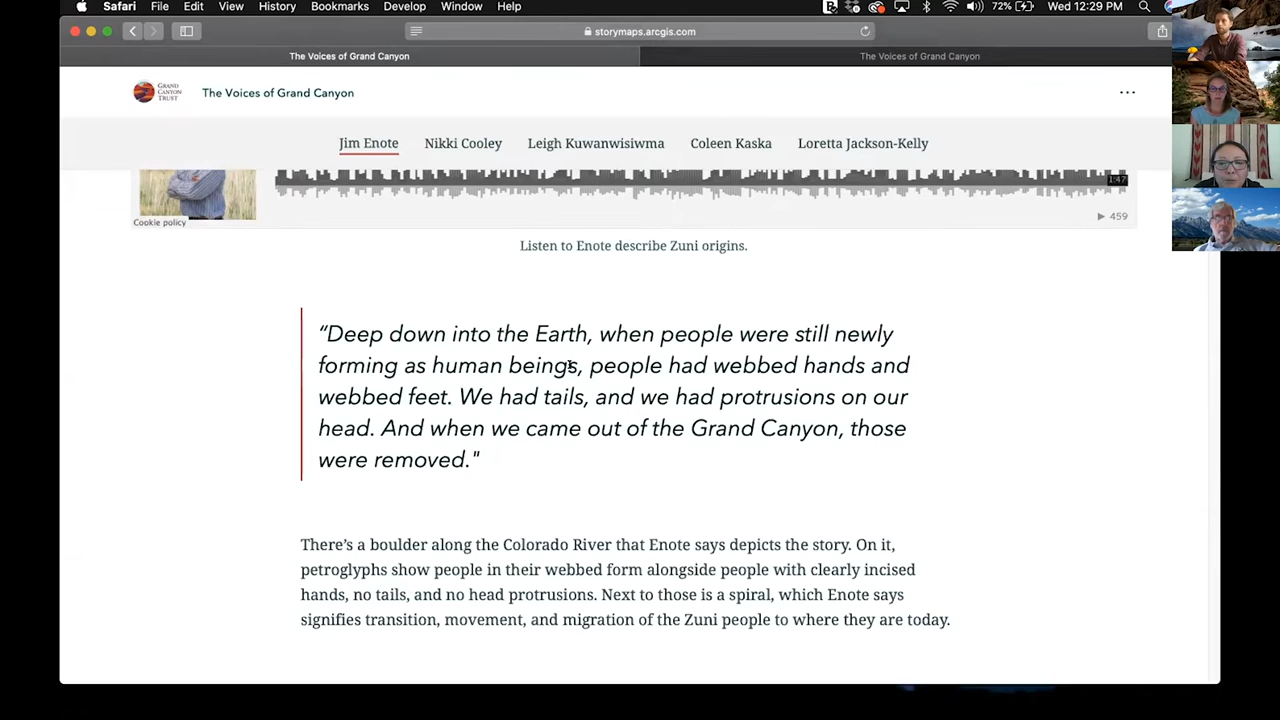 Safari File Edit View History Bookmarks Develop Window Help 72% Wed 12:29 PM
storymaps.arcgis.com
The Voices of Grand Canyon The Voices of Grand Canyon
GRAND CANYON TRUST The Voices of Grand Canyon ...
Jim Enote Nikki Cooley Leigh Kuwanwisiwma Coleen Kaska Loretta Jackson-Kelly
1:47
Cookie policy 459
Listen to Enote describe Zuni origins.
“Deep down into the Earth, when people were still newly
forming as human beings, people had webbed hands and
webbed feet. We had tails, and we had protrusions on our
head. And when we came out of the Grand Canyon, those
were removed."
There’s a boulder along the Colorado River that Enote says depicts the story. On it,
petroglyphs show people in their webbed form alongside people with clearly incised
hands, no tails, and no head protrusions. Next to those is a spiral, which Enote says
signifies transition, movement, and migration of the Zuni people to where they are today.